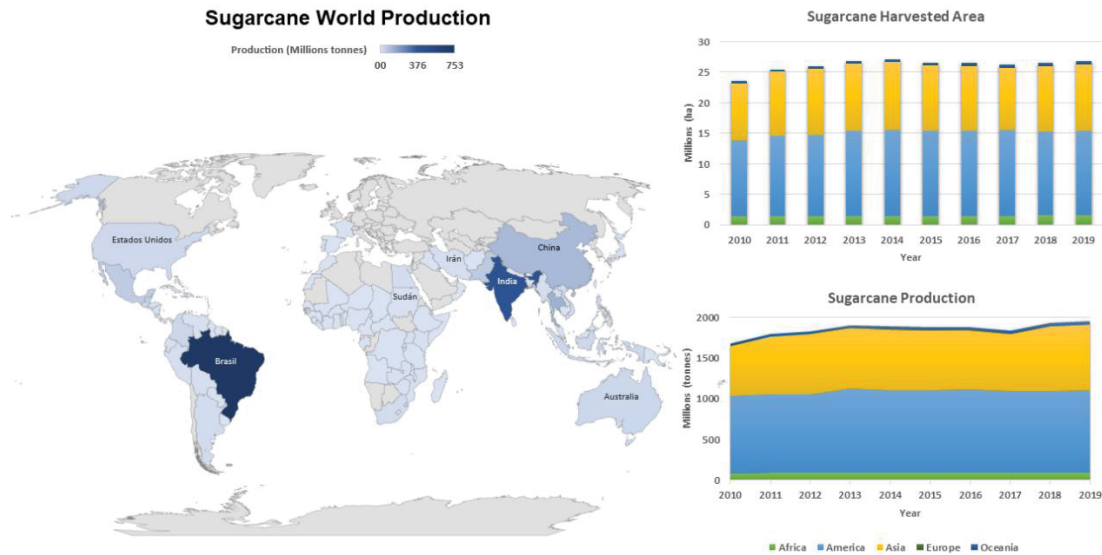 Sugarcane World Production
Production (Millions tonnes)
00 376 753
Estados Unidos
Brasil
Sudán
Irán
India
China
Australia
Sugarcane Harvested Area
Millions (ha)
30
25
20
15
10
5
0
2010 2011 2012 2013 2014 2015 2016 2017 2018 2019
Year
Sugarcane Production
Millions (tonnes)
2000
1500
1000
500
0
2010 2011 2012 2013 2014 2015 2016 2017 2018 2019
Year
Africa America Asia Europe Oceania